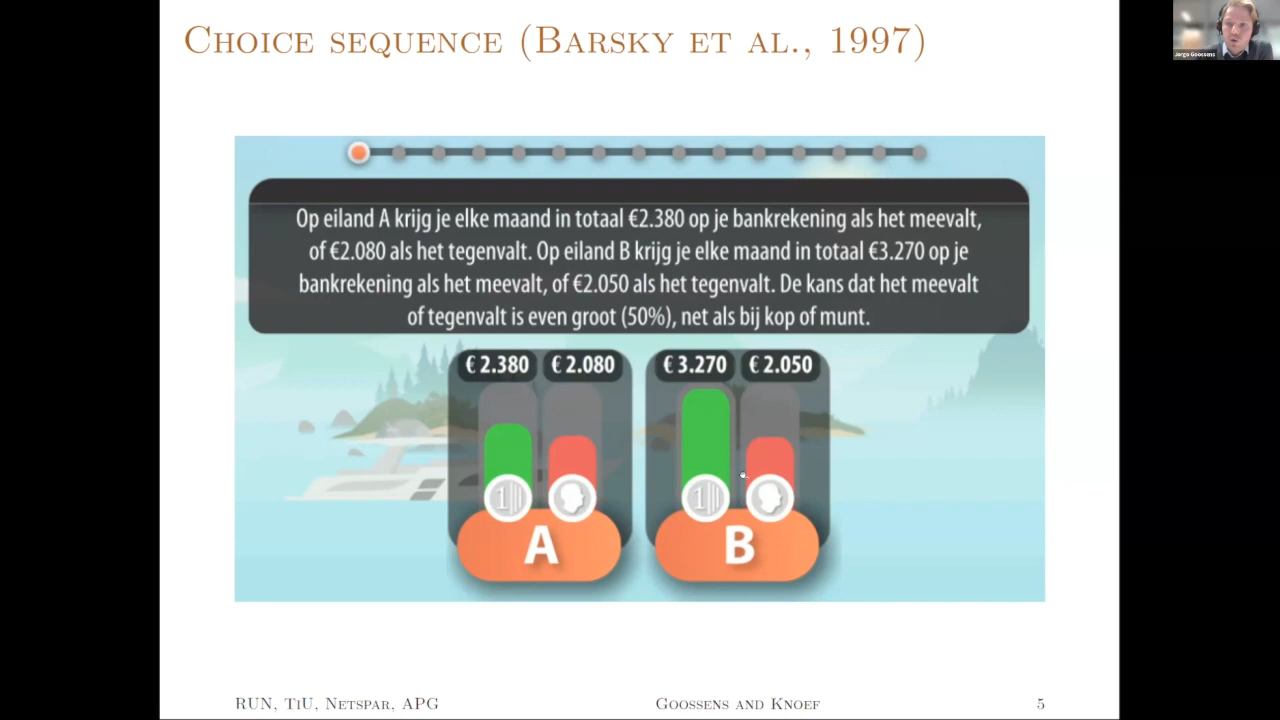 CHOICE SEQUENCE (BARSKY ET AL., 1997)
Jorgo Goossens
Op eiland A krijg je elke maand in totaal €2.380 op je bankrekening als het meevalt,
of €2.080 als het tegenvalt. Op eiland B krijg je elke maand in totaal €3.270 op je
bankrekening als het meevalt, of €2.050 als het tegenvalt. De kans dat het meevalt
of tegenvalt is even groot (50%), net als bij kop of munt.
€ 2.380 € 2.080 € 3.270 € 2.050
1 1
A B
RUN, TIU, NETSPAR, APG GOOSSENS AND KNOEF 5